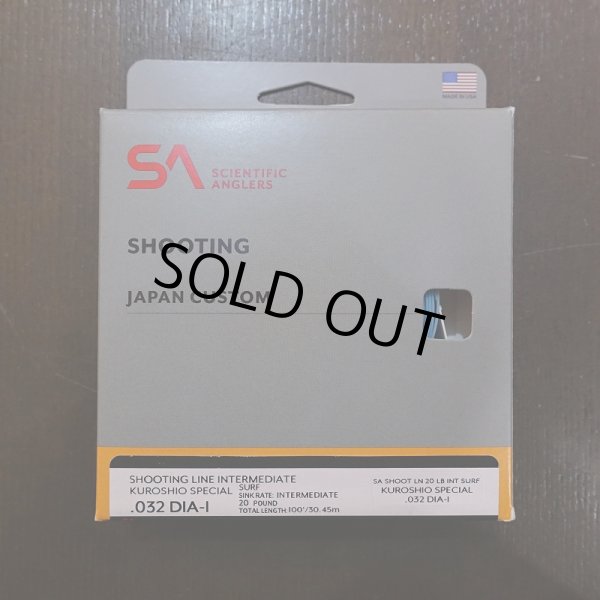 MADE IN USA
SA SCIENTIFIC
ANGLERS
SHOOTING
JAPAN CUSTOM
SOLD OUT
SHOOTING LINE INTERMEDIATE
KUROSHIO SPECIAL SURF
SINK RATE: INTERMEDIATE
.032 DIA-I 20 POUND
TOTAL LENGTH:100'/30.45m
SA SHOOT LN 20 LB INT SURF
KUROSHIO SPECIAL
.032 DIA-I